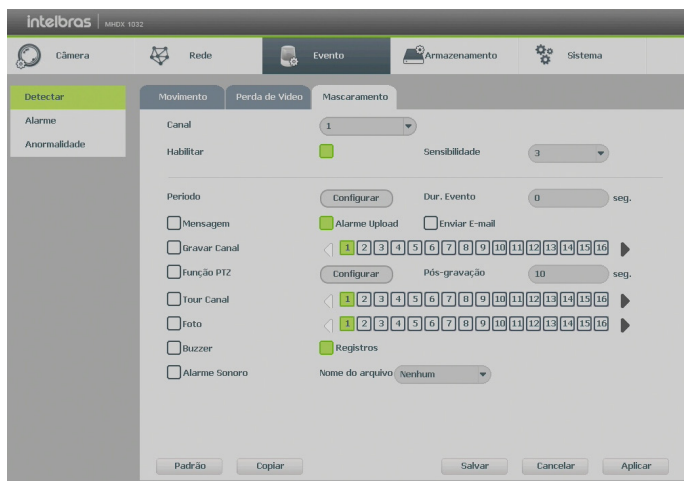 intelbras | MHDX 1032
Câmera Rede Evento Armazenamento Sistema
Detectar
Alarme
Anormalidade
Movimento Perda de Video Mascaramento
Canal 1
Habilitar Sensibilidade 3
Período Configurar Dur. Evento 0 seg.
Mensagem Alarme Upload Enviar E-mail
Gravar Canal 1 2 3 4 5 6 7 8 9 10 11 12 13 14 15 16
Função PTZ Configurar Pós-gravação 10 seg.
Tour Canal 1 2 3 4 5 6 7 8 9 10 11 12 13 14 15 16
Foto 1 2 3 4 5 6 7 8 9 10 11 12 13 14 15 16
Buzzer Registros
Alarme Sonoro Nome do arquivo Nenhum
Padrão Copiar Salvar Cancelar Aplicar